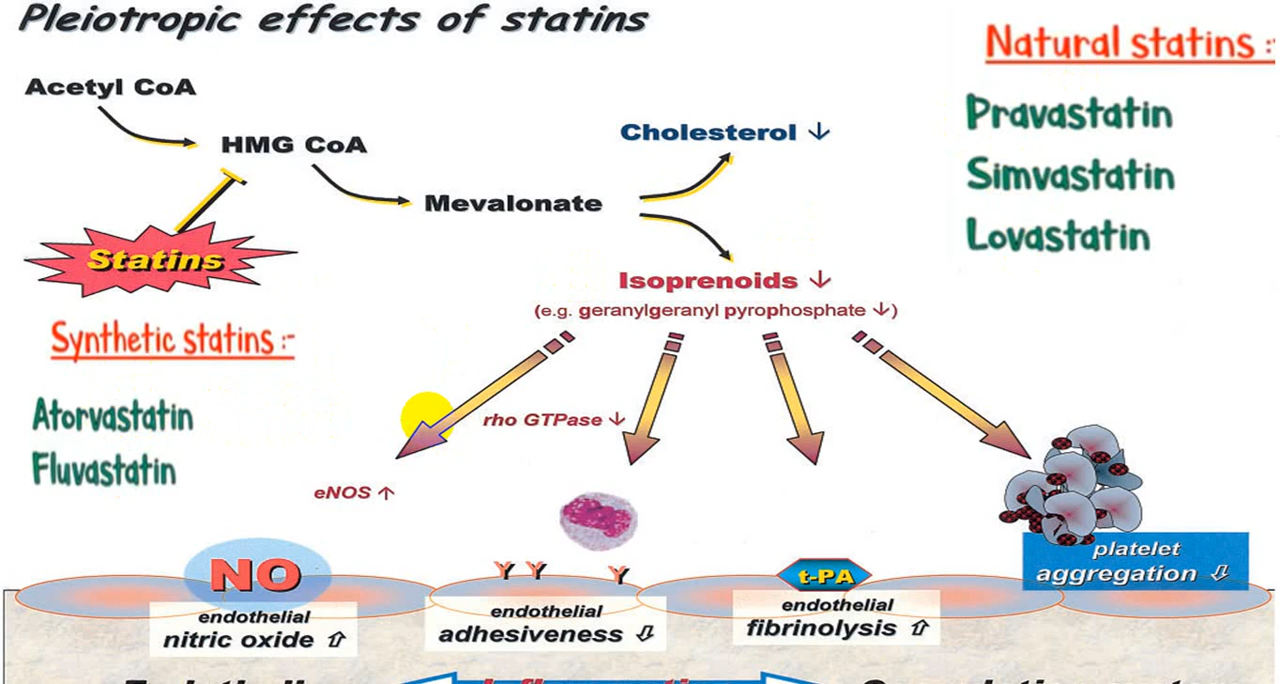 Pleiotropic effects of statins
Natural statins :-
Acetyl CoA
HMG CoA
Mevalonate
Cholesterol ↓
Pravastatin
Simvastatin
Lovastatin
Statins
Isoprenoids ↓
(e.g. geranylgeranyl pyrophosphate ↓)
Synthetic statins :-
Atorvastatin
Fluvastatin
rho GTPase ↓
eNOS ↑
NO
endothelial
nitric oxide ⇧
Y Y Y
endothelial
adhesiveness ⇩
t-PA
endothelial
fibrinolysis ⇧
platelet
aggregation ⇩